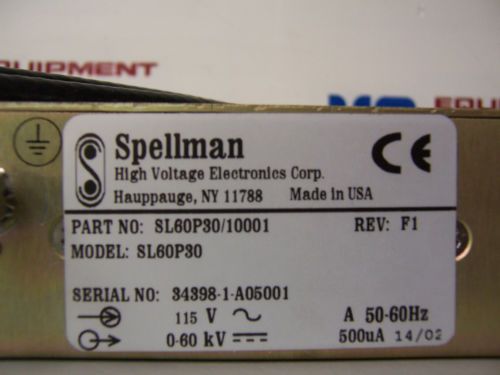 EQUIPMENT
Spellman
High Voltage Electronics Corp.
Hauppauge, NY 11788 Made in USA
CE
PART NO: SL60P30/10001 REV: F1
MODEL: SL60P30
SERIAL NO: 34398-1-A05001
115 V A 50-60Hz
0-60 kV 500uA 14/02